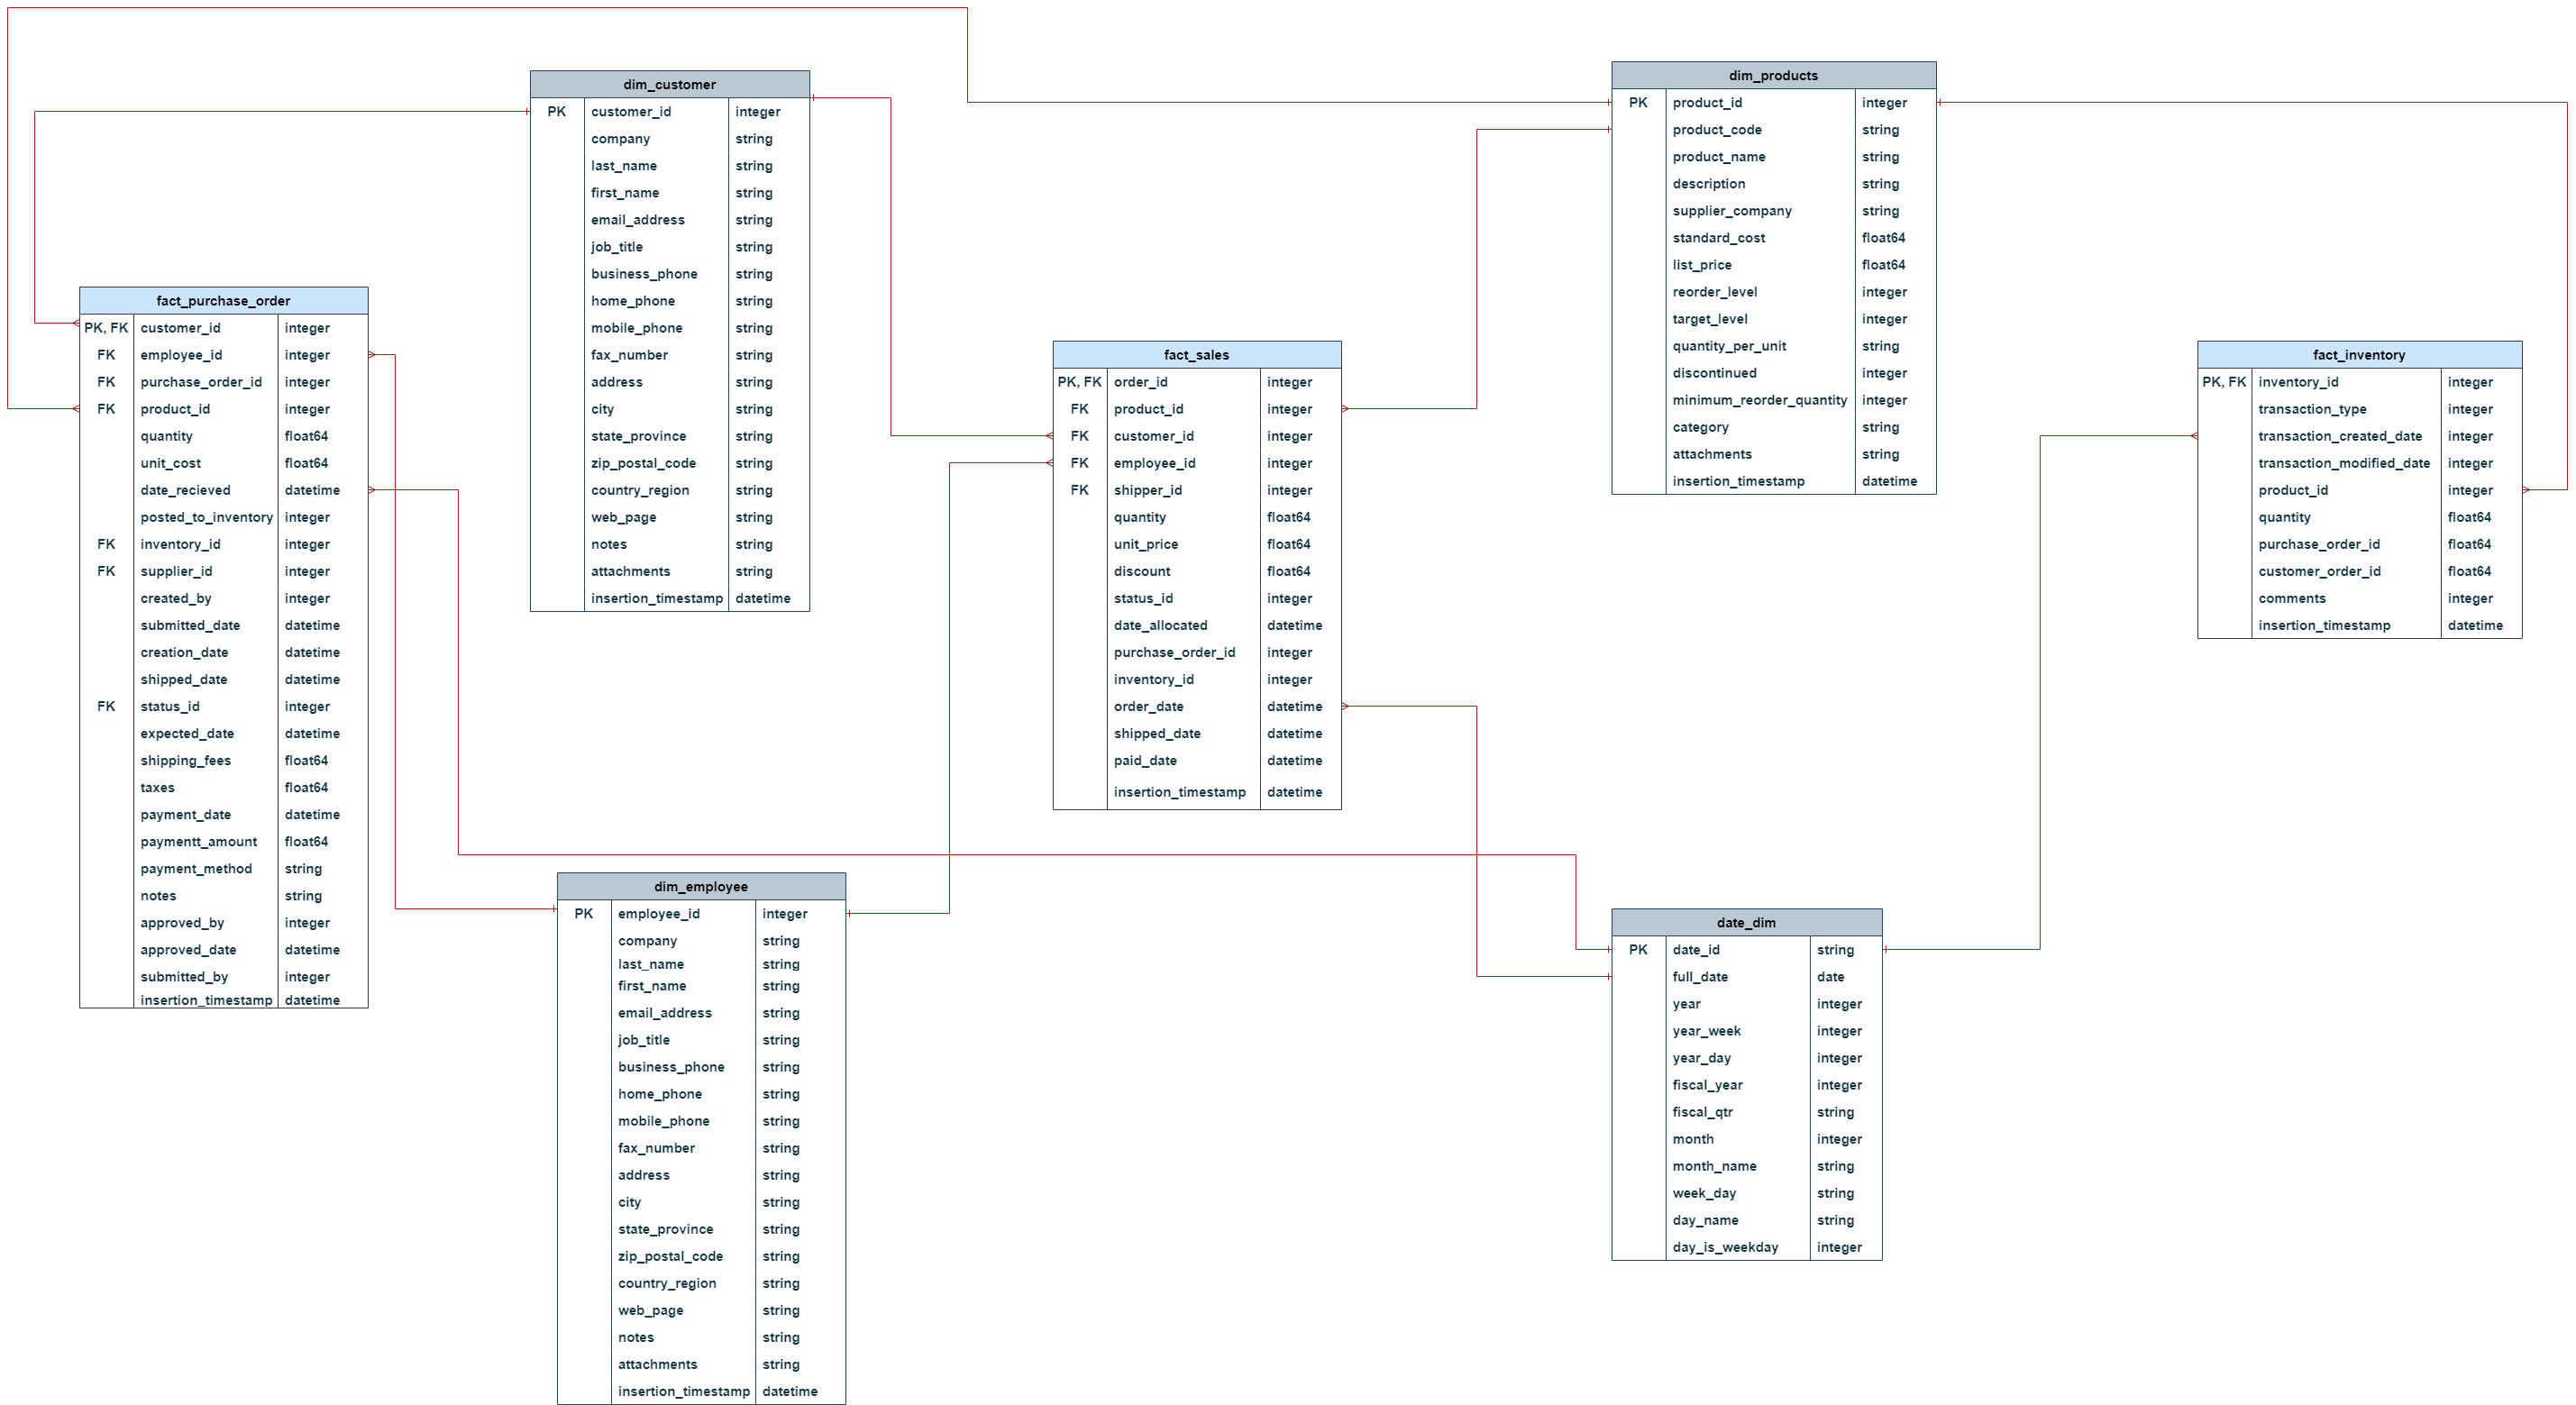 dim_customer
PK customer_id integer
company string
last_name string
first_name string
email_address string
job_title string
business_phone string
home_phone string
mobile_phone string
fax_number string
address string
city string
state_province string
zip_postal_code string
country_region string
web_page string
notes string
attachments string
insertion_timestamp datetime
dim_products
PK product_id integer
product_code string
product_name string
description string
supplier_company string
standard_cost float64
list_price float64
reorder_level integer
target_level integer
quantity_per_unit string
discontinued integer
minimum_reorder_quantity integer
category string
attachments string
insertion_timestamp datetime
fact_purchase_order
PK, FK customer_id integer
FK employee_id integer
FK purchase_order_id integer
FK product_id integer
quantity float64
unit_cost float64
date_recieved datetime
posted_to_inventory integer
FK inventory_id integer
FK supplier_id integer
created_by integer
submitted_date datetime
creation_date datetime
shipped_date datetime
FK status_id integer
expected_date datetime
shipping_fees float64
taxes float64
payment_date datetime
paymentt_amount float64
payment_method string
notes string
approved_by integer
approved_date datetime
submitted_by integer
insertion_timestamp datetime
fact_sales
PK, FK order_id integer
FK product_id integer
FK customer_id integer
FK employee_id integer
FK shipper_id integer
quantity float64
unit_price float64
discount float64
status_id integer
date_allocated datetime
purchase_order_id integer
inventory_id integer
order_date datetime
shipped_date datetime
paid_date datetime
insertion_timestamp datetime
fact_inventory
PK, FK inventory_id integer
transaction_type integer
transaction_created_date integer
transaction_modified_date integer
product_id integer
quantity float64
purchase_order_id float64
customer_order_id float64
comments integer
insertion_timestamp datetime
dim_employee
PK employee_id integer
company string
last_name string
first_name string
email_address string
job_title string
business_phone string
home_phone string
mobile_phone string
fax_number string
address string
city string
state_province string
zip_postal_code string
country_region string
web_page string
notes string
attachments string
insertion_timestamp datetime
date_dim
PK date_id string
full_date date
year integer
year_week integer
year_day integer
fiscal_year integer
fiscal_qtr string
month integer
month_name string
week_day string
day_name string
day_is_weekday integer